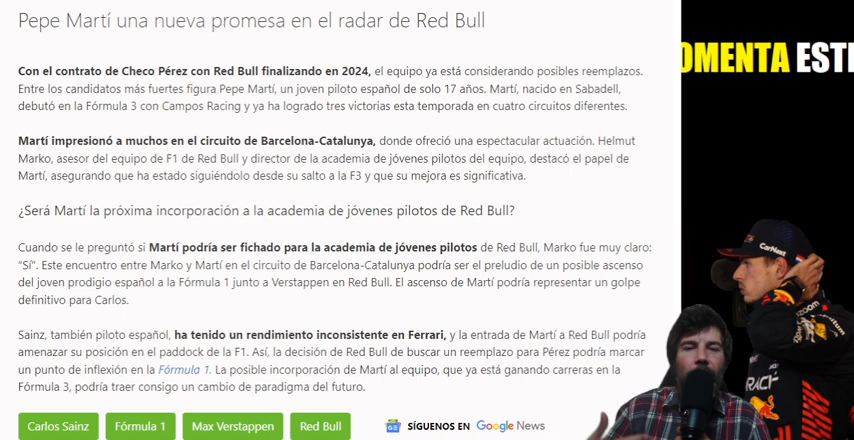 Pepe Martí una nueva promesa en el radar de Red Bull
Con el contrato de Checo Pérez con Red Bull finalizando en 2024, el equipo ya está considerando posibles reemplazos.
Entre los candidatos más fuertes figura Pepe Martí, un joven piloto español de solo 17 años. Martí, nacido en Sabadell,
debutó en la Fórmula 3 con Campos Racing y ya ha logrado tres victorias esta temporada en cuatro circuitos diferentes.
Martí impresionó a muchos en el circuito de Barcelona-Catalunya, donde ofreció una espectacular actuación. Helmut
Marko, asesor del equipo de F1 de Red Bull y director de la academia de jóvenes pilotos del equipo, destacó el papel de
Martí, asegurando que ha estado siguiéndolo desde su salto a la F3 y que su mejora es significativa.
¿Será Martí la próxima incorporación a la academia de jóvenes pilotos de Red Bull?
Cuando se le preguntó si Martí podría ser fichado para la academia de jóvenes pilotos de Red Bull, Marko fue muy claro:
“Sí”. Este encuentro entre Marko y Martí en el circuito de Barcelona-Catalunya podría ser el preludio de un posible ascenso
del joven prodigio español a la Fórmula 1 junto a Verstappen en Red Bull. El ascenso de Martí podría representar un golpe
definitivo para Carlos.
Sainz, también piloto español, ha tenido un rendimiento inconsistente en Ferrari, y la entrada de Martí a Red Bull podría
amenazar su posición en el paddock de la F1. Así, la decisión de Red Bull de buscar un reemplazo para Pérez podría marcar
un punto de inflexión en la Fórmula 1. La posible incorporación de Martí al equipo, que ya está ganando carreras en la
Fórmula 3, podría traer consigo un cambio de paradigma del futuro.
Carlos Sainz
Fórmula 1
Max Verstappen
Red Bull
SÍGUENOS EN Google News
OMENTA ESTE
CarNext